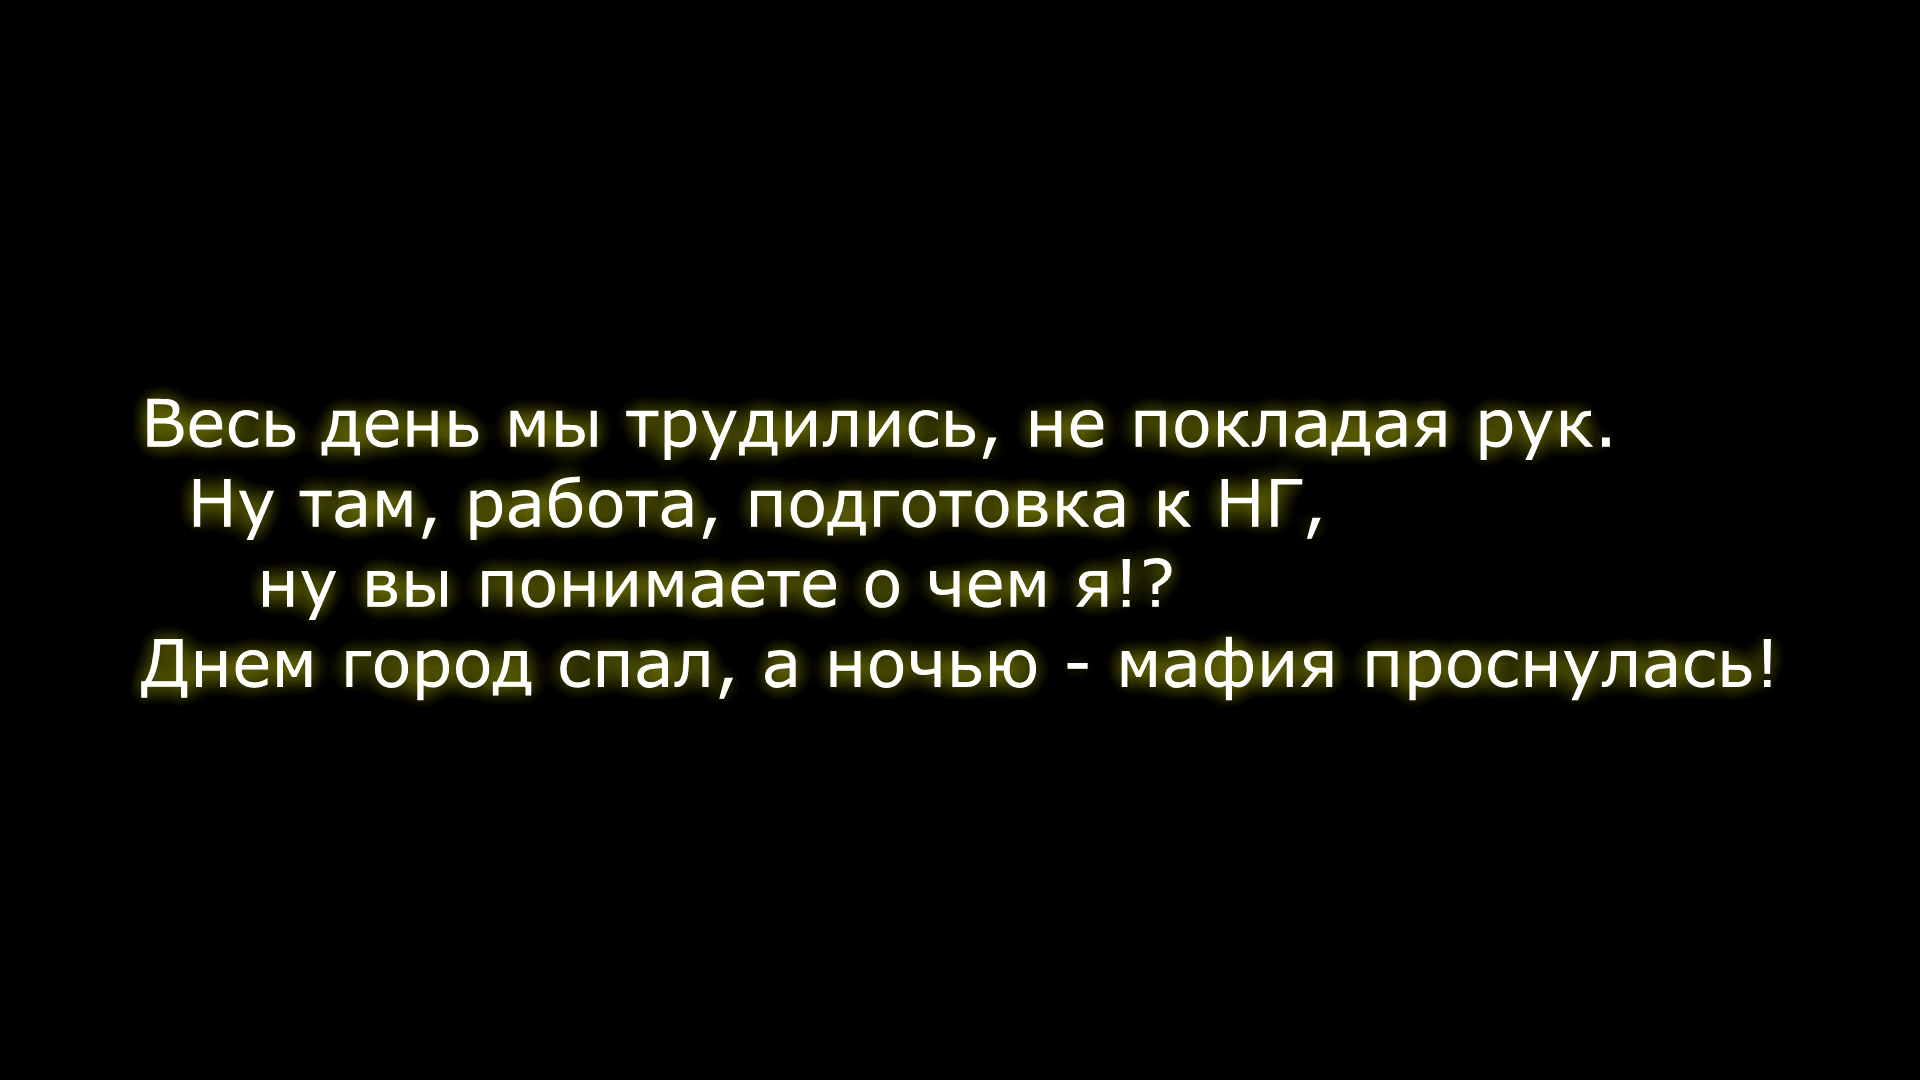 Весь день мы трудились, не покладая рук.
Ну там, работа, подготовка к НГ,
ну вы понимаете о чем я!?
Днем город спал, а ночью - мафия проснулась!